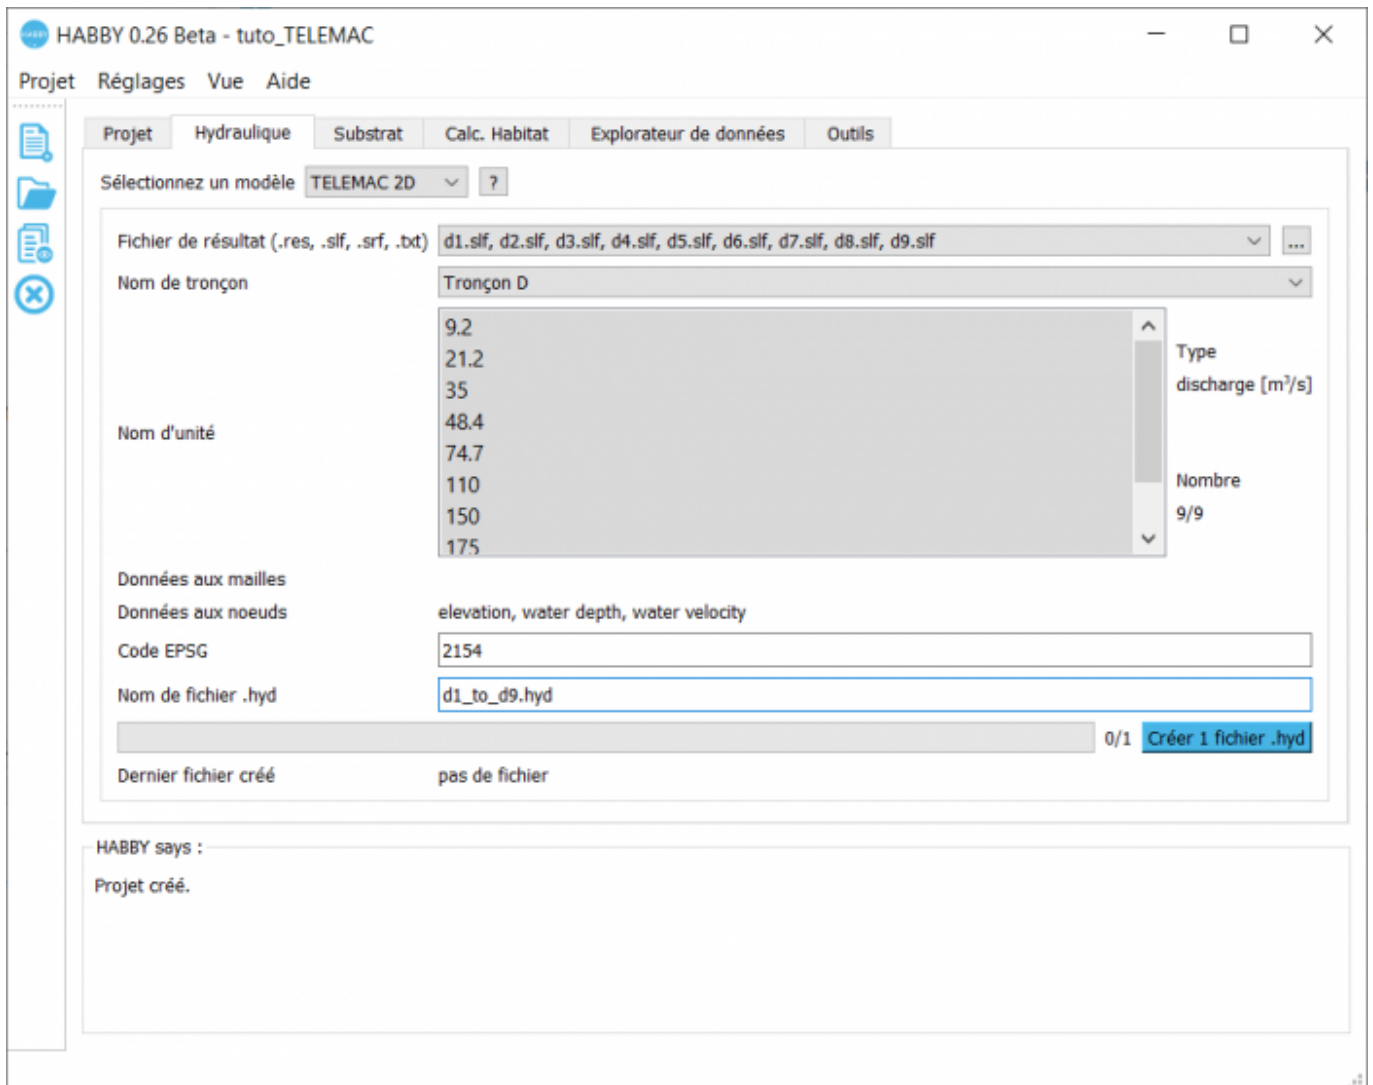 HABBY 0.26 Beta - tuto_TELEMAC
Projet Réglages Vue Aide
Projet Hydraulique Substrat Calc. Habitat Explorateur de données Outils
Sélectionnez un modèle TELEMAC 2D ?
Fichier de résultat (.res, .slf, .srf, .txt) d1.slf, d2.slf, d3.slf, d4.slf, d5.slf, d6.slf, d7.slf, d8.slf, d9.slf ...
Nom de tronçon Tronçon D
Nom d'unité
9.2
21.2
35
48.4
74.7
110
150
175
Type
discharge [m³/s]
Nombre
9/9
Données aux mailles
Données aux noeuds elevation, water depth, water velocity
Code EPSG 2154
Nom de fichier .hyd d1_to_d9.hyd
0/1 Créer 1 fichier .hyd
Dernier fichier créé pas de fichier
HABBY says :
Projet créé.